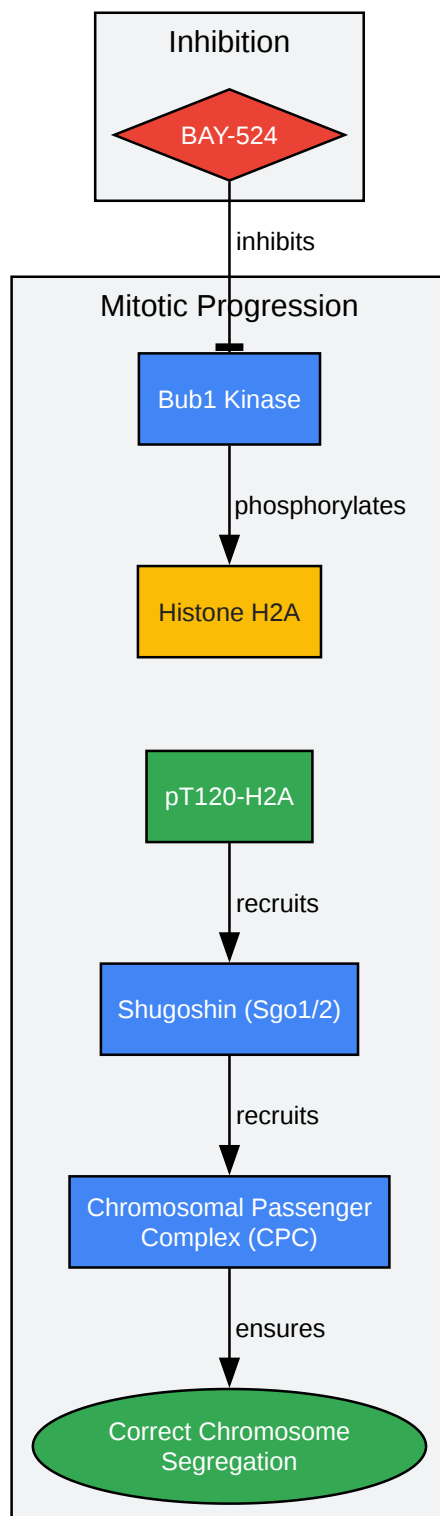 Inhibition
BAY-524
inhibits
Mitotic Progression
Bub1 Kinase
phosphorylates
Histone H2A
pT120-H2A
recruits
Shugoshin (Sgo1/2)
recruits
Chromosomal Passenger
Complex (CPC)
ensures
Correct Chromosome
Segregation